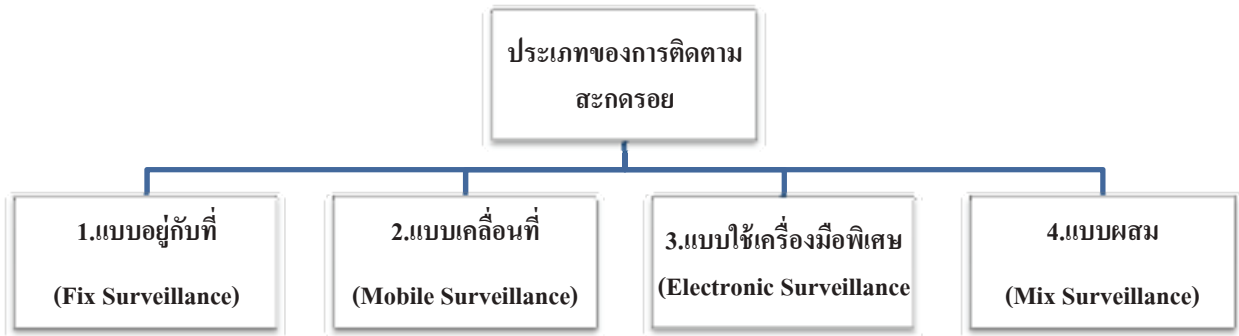 ประเภทของการติดตาม
สะกดรอย
1.แบบอยู่กับที่
(Fix Surveillance)
2.แบบเคลื่อนที่
(Mobile Surveillance)
3.แบบใช้เครื่องมือพิเศษ
(Electronic Surveillance
4.แบบผสม
(Mix Surveillance)